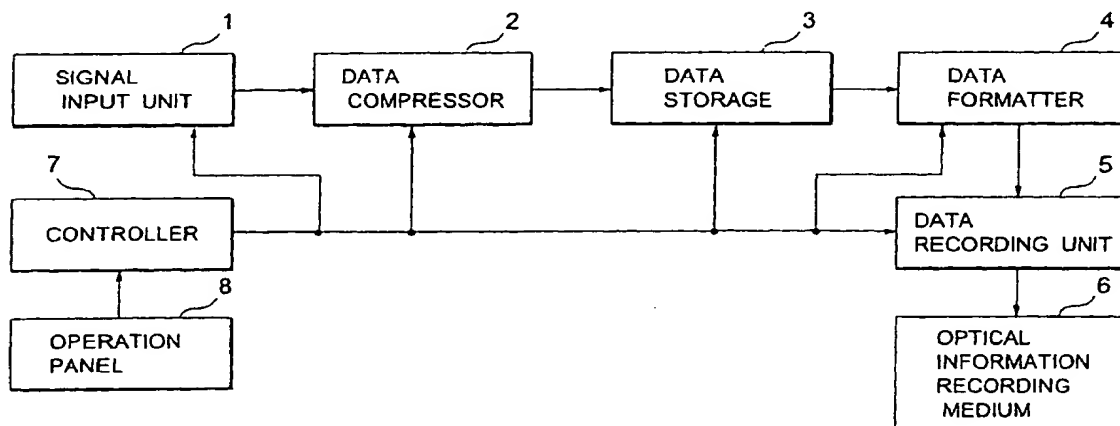 1
SIGNAL
INPUT UNIT
2
DATA
COMPRESSOR
3
DATA
STORAGE
4
DATA
FORMATTER
7
CONTROLLER
5
DATA
RECORDING UNIT
8
OPERATION
PANEL
6
OPTICAL
INFORMATION
RECORDING
MEDIUM